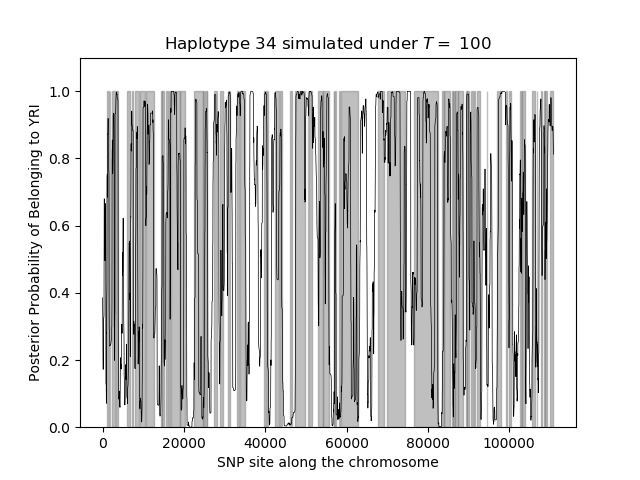 Haplotype 34 simulated under T = 100
Posterior Probability of Belonging to YRI
1.0
0.8
0.6
0.4
0.2
0.0
0 20000 40000 60000 80000 100000
SNP site along the chromosome